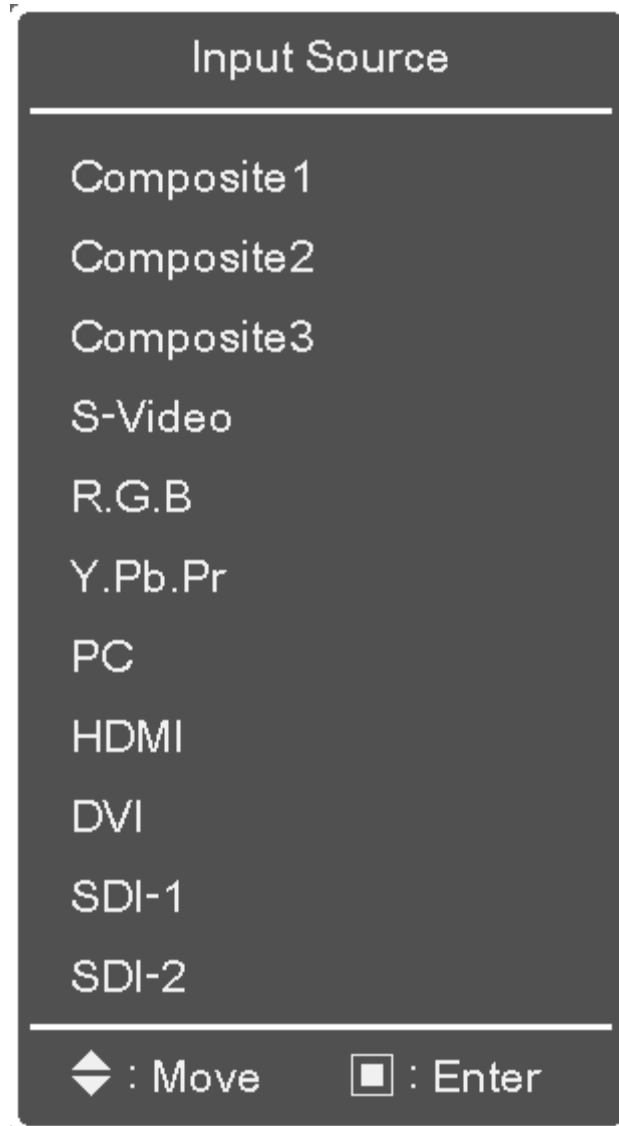 Input Source
Composite1
Composite2
Composite3
S-Video
R.G.B
Y.Pb.Pr
PC
HDMI
DVI
SDI-1
SDI-2
: Move : Enter